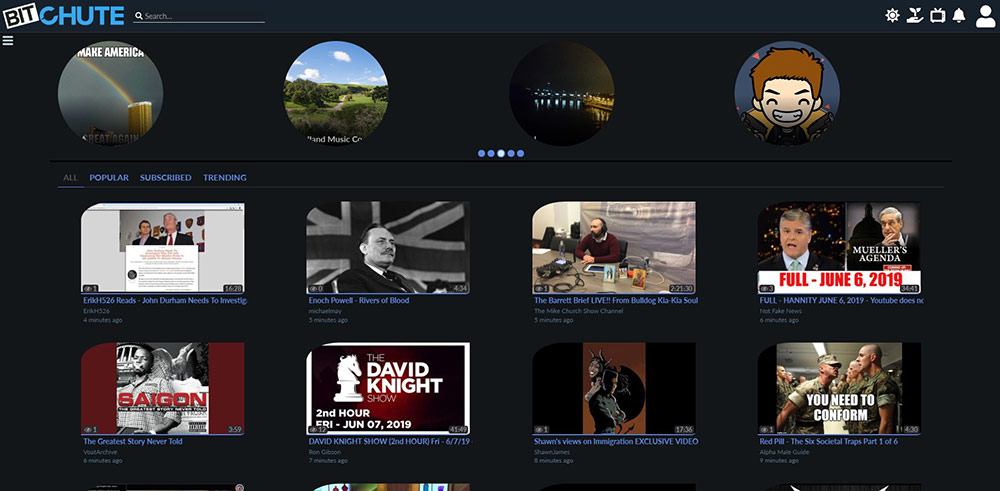 BITCHUTE
Search...
MAKE AMERICA
GREAT AGAIN
land Music Co
ALL POPULAR SUBSCRIBED TRENDING
1 16:28
ErikH526 Reads - John Durham Needs To Investiga
ErikH526
4 minutes ago
0 4:34
Enoch Powell - Rivers of Blood
michaelmay
5 minutes ago
1 2:21:30
The Barrett Brief LIVE!! From Bulldog Kia-Kia Soul
The Mike Church Show Channel
5 minutes ago
MUELLER'S
AGENDA
COMING UP
FULL - JUNE 6, 2019
3 34:41
FULL - HANNITY JUNE 6, 2019 - Youtube does no
Not Fake News
6 minutes ago
SAIGON
THE GREATEST STORY NEVER TOLD
1 3:59
The Greatest Story Never Told
VoatArchive
6 minutes ago
THE
DAVID
KNIGHT
SHOW
2nd HOUR
FRI - JUN 07, 2019
12 41:49
DAVID KNIGHT SHOW (2nd HOUR) Fri - 6/7/19 -
Ron Gibson
7 minutes ago
1 17:36
Shawn's views on Immigration EXCLUSIVE VIDEO
ShawnJames
8 minutes ago
YOU NEED TO
CONFORM
1 4:30
Red Pill - The Six Societal Traps Part 1 of 6
Alpha Male Guide
9 minutes ago